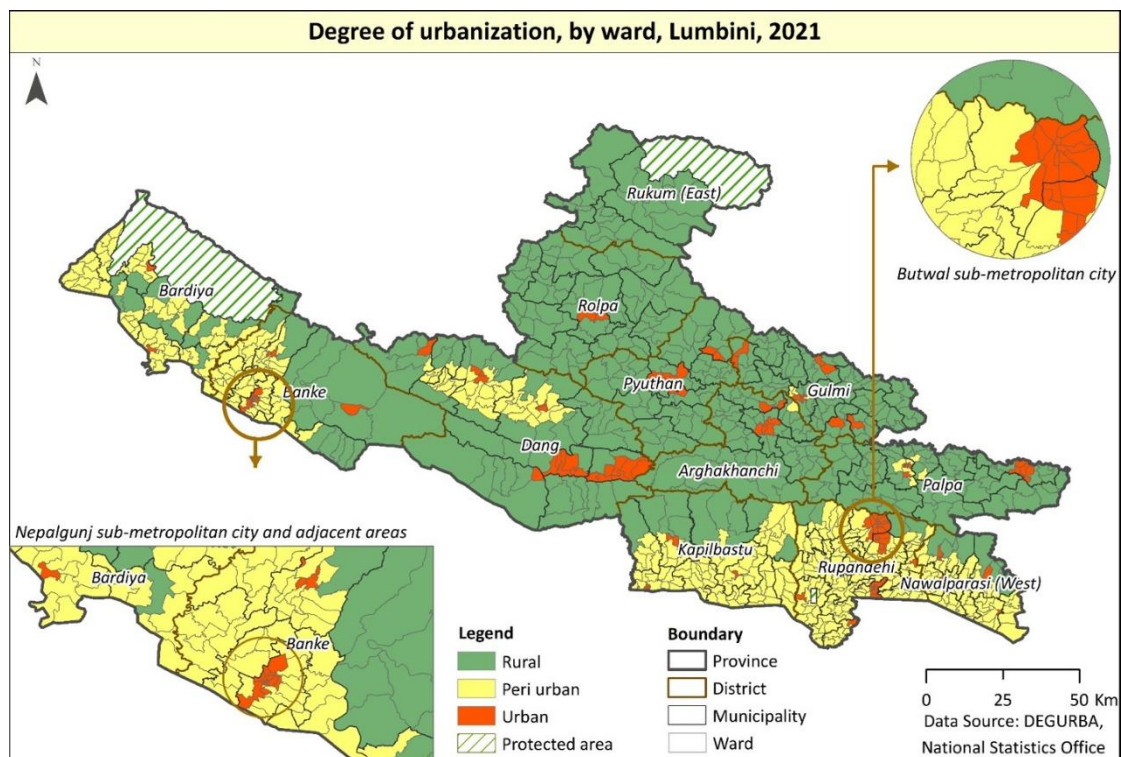 Degree of urbanization, by ward, Lumbini, 2021
N
Rukum (East)
Butwal sub-metropolitan city
Bardiya
Rolpa
Pyuthan
Gulmi
Banke
Dang
Arghakhanchi
Palpa
Kapilbastu
Rupandehi
Nawalparasi (West)
Nepalgunj sub-metropolitan city and adjacent areas
Bardiya
Banke
Legend
Rural
Peri urban
Urban
Protected area
Boundary
Province
District
Municipality
Ward
0 25 50 Km
Data Source: DEGURBA,
National Statistics Office